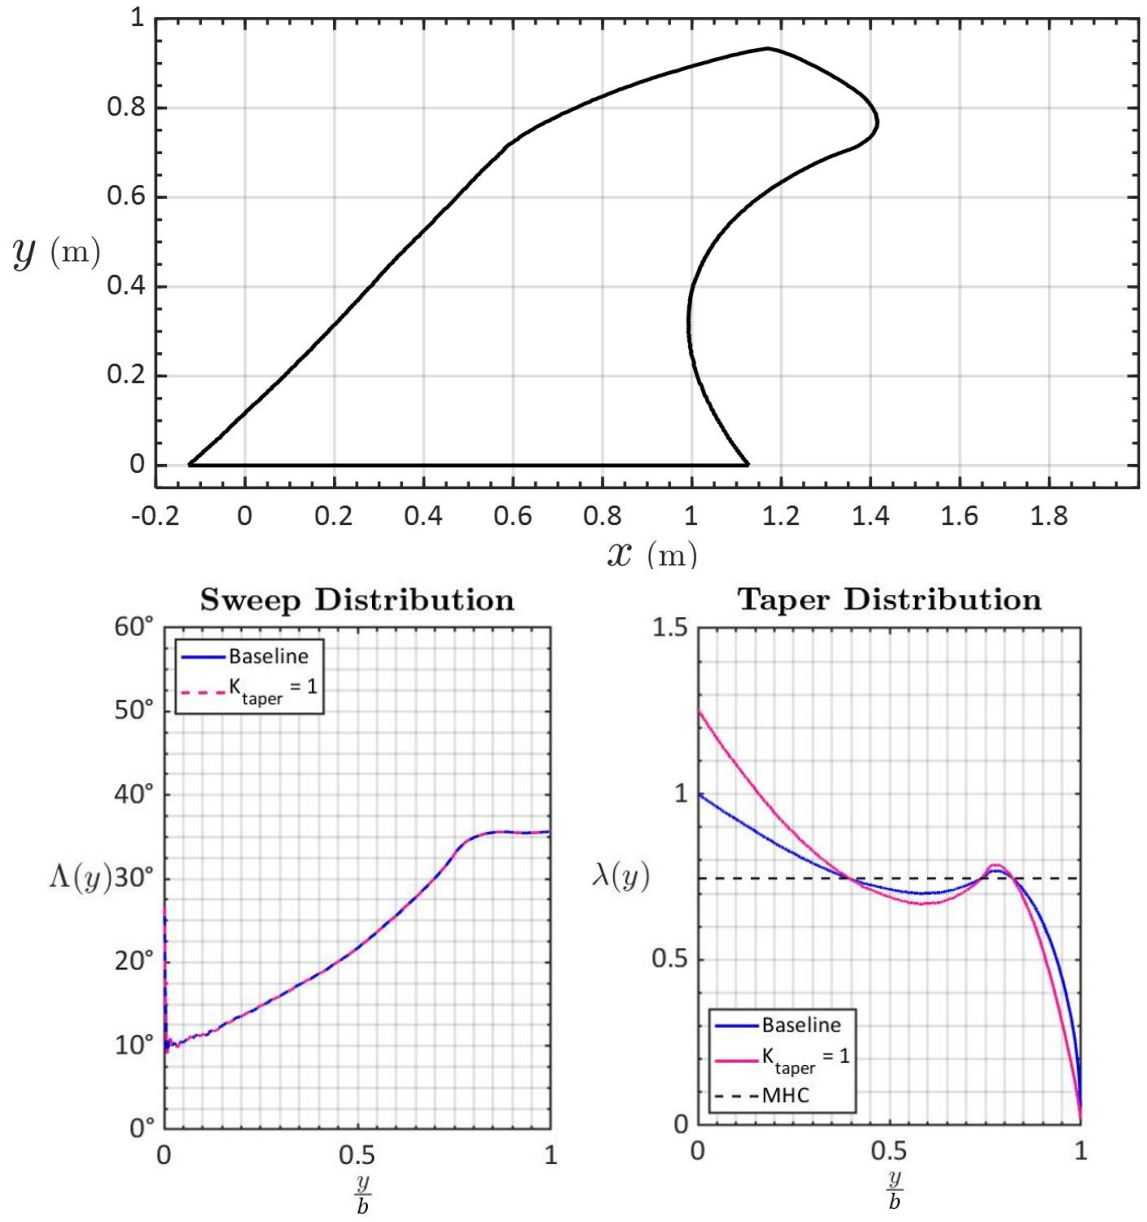 1
0.8
0.6
y (m)
0.4
0.2
0
-0.2 0 0.2 0.4 0.6 0.8 1 1.2 1.4 1.6 1.8
x (m)
Sweep Distribution
60°
50°
40°
Λ(y) 30°
20°
10°
0°
Baseline
K_taper = 1
0 0.5 1
y/b
Taper Distribution
1.5
1
λ(y)
0.5
0
Baseline
K_taper = 1
MHC
0 0.5 1
y/b